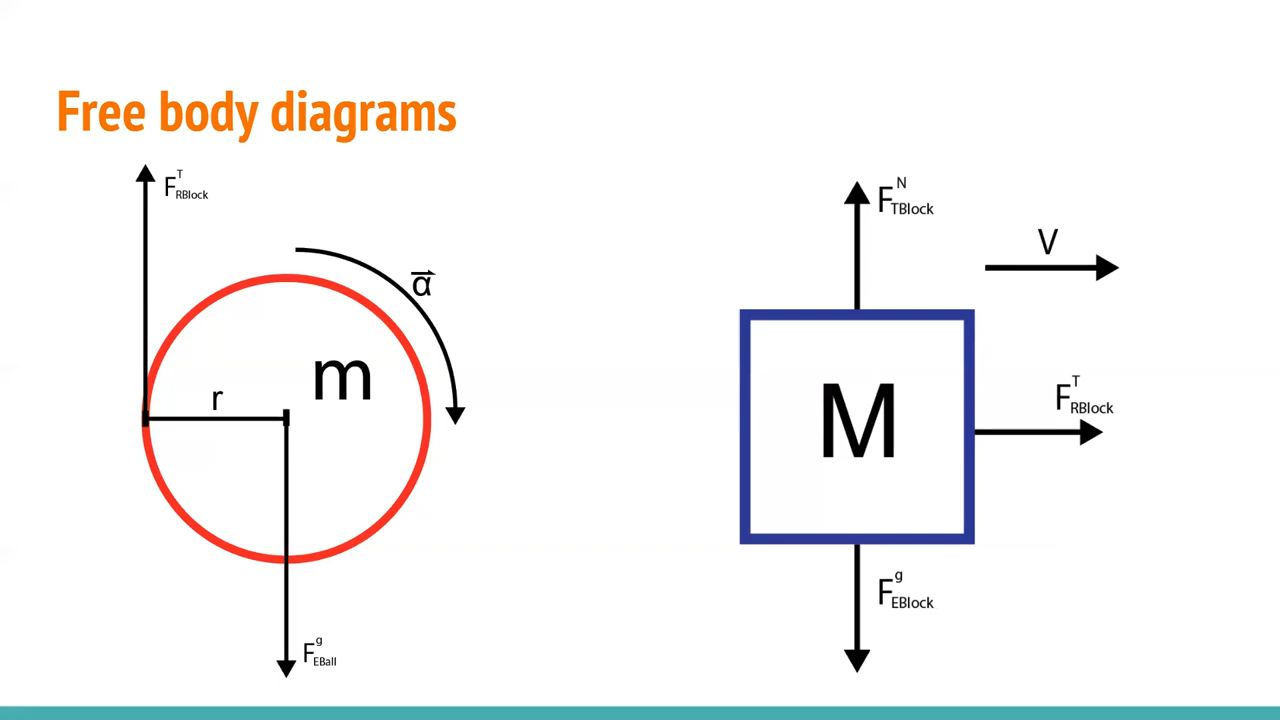 Free body diagrams
F^T_RBlock
α
m
r
F^g_EBall
F^N_TBlock
V
F^T_RBlock
M
F^g_EBlock